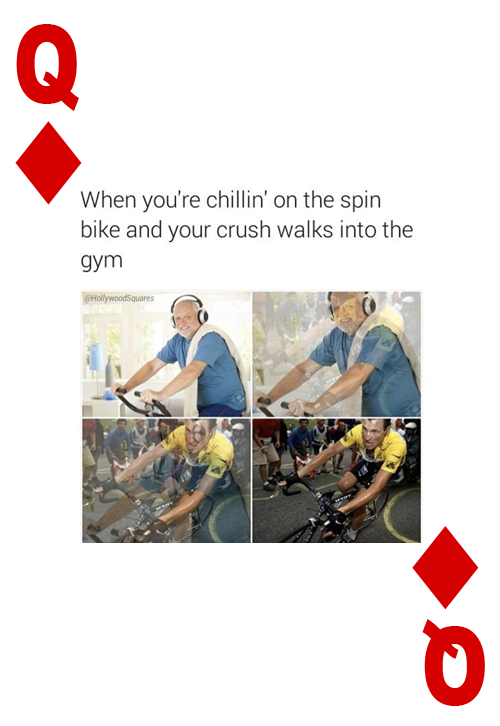 Q
When you're chillin' on the spin
bike and your crush walks into the
gym
@HollywoodSquares
Q